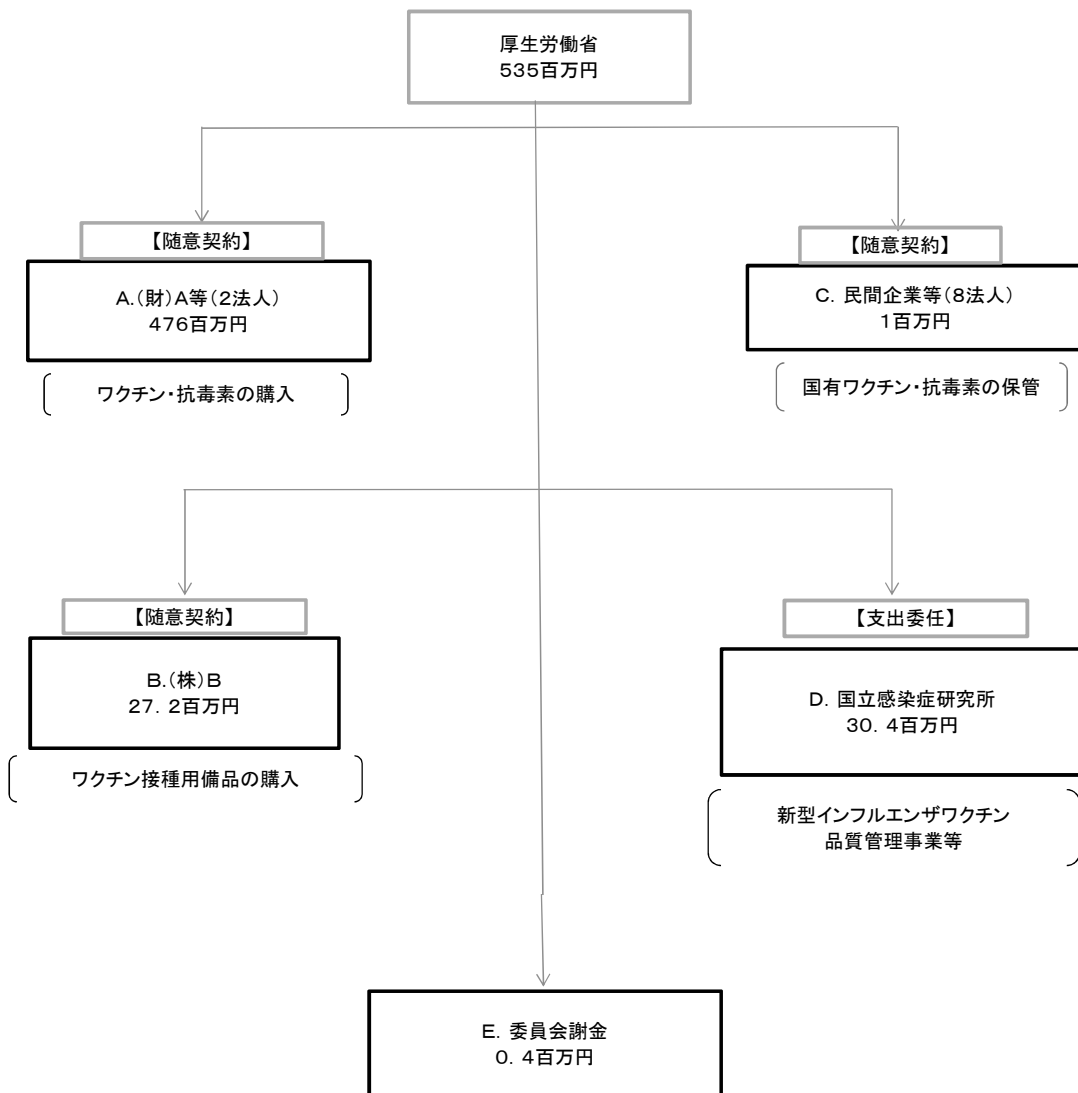 厚生労働省
535百万円
【随意契約】
A.(財)A等(2法人)
476百万円
ワクチン・抗毒素の購入
【随意契約】
C. 民間企業等(8法人)
1百万円
国有ワクチン・抗毒素の保管
【随意契約】
B.(株)B
27. 2百万円
ワクチン接種用備品の購入
【支出委任】
D. 国立感染症研究所
30. 4百万円
新型インフルエンザワクチン
品質管理事業等
E. 委員会謝金
0. 4百万円